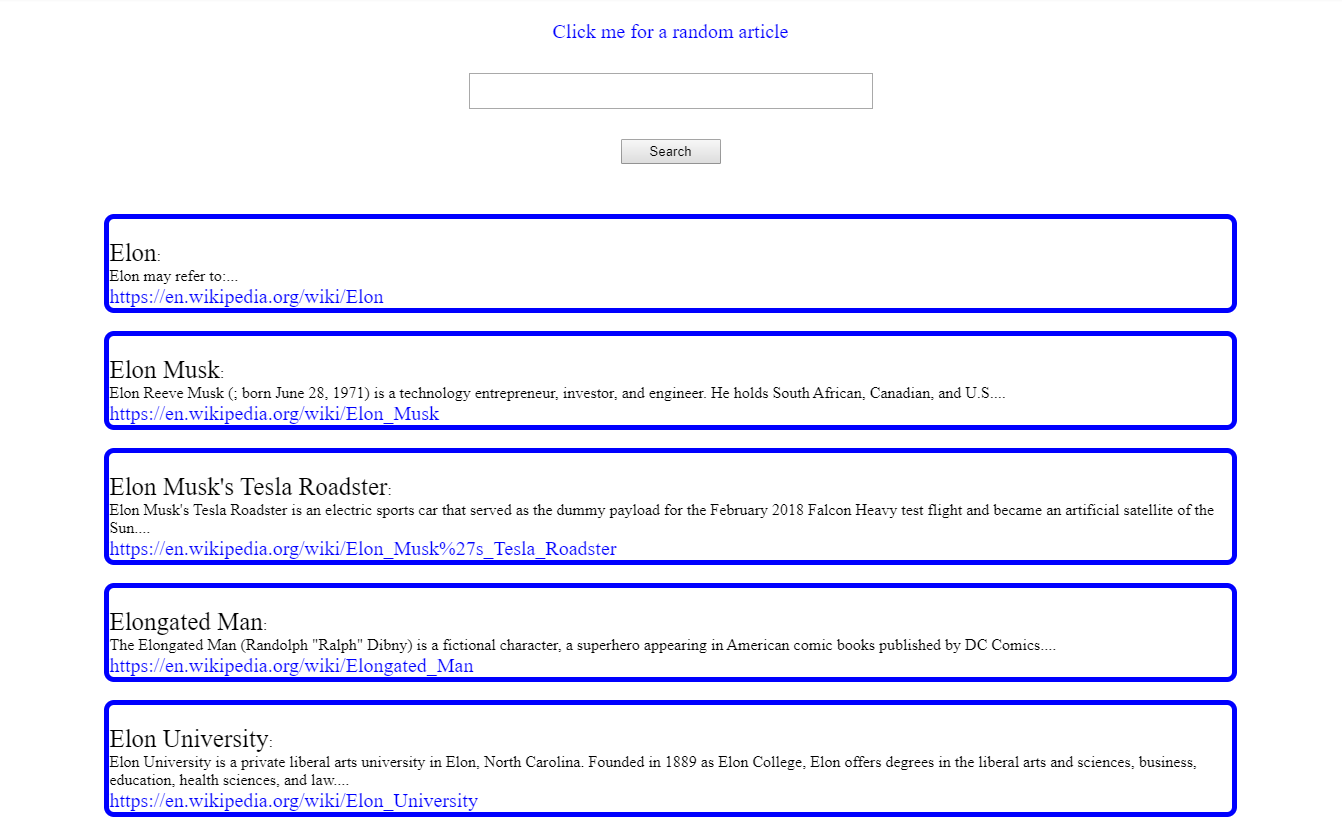 Click me for a random article
Search
Elon:
Elon may refer to:...
https://en.wikipedia.org/wiki/Elon
Elon Musk:
Elon Reeve Musk (; born June 28, 1971) is a technology entrepreneur, investor, and engineer. He holds South African, Canadian, and U.S....
https://en.wikipedia.org/wiki/Elon_Musk
Elon Musk's Tesla Roadster:
Elon Musk's Tesla Roadster is an electric sports car that served as the dummy payload for the February 2018 Falcon Heavy test flight and became an artificial satellite of the
Sun....
https://en.wikipedia.org/wiki/Elon_Musk%27s_Tesla_Roadster
Elongated Man:
The Elongated Man (Randolph "Ralph" Dibny) is a fictional character, a superhero appearing in American comic books published by DC Comics....
https://en.wikipedia.org/wiki/Elongated_Man
Elon University:
Elon University is a private liberal arts university in Elon, North Carolina. Founded in 1889 as Elon College, Elon offers degrees in the liberal arts and sciences, business,
education, health sciences, and law....
https://en.wikipedia.org/wiki/Elon_University